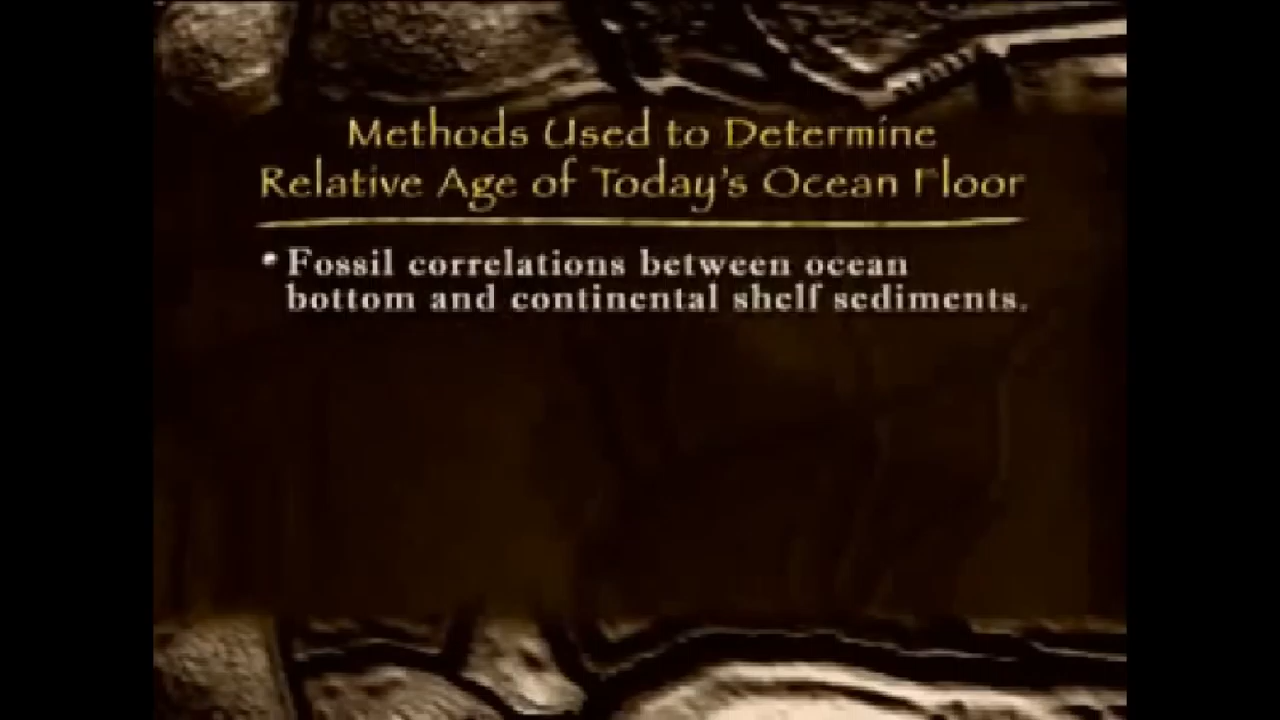 Methods Used to Determine
Relative Age of Today's Ocean Floor
• Fossil correlations between ocean
bottom and continental shelf sediments.